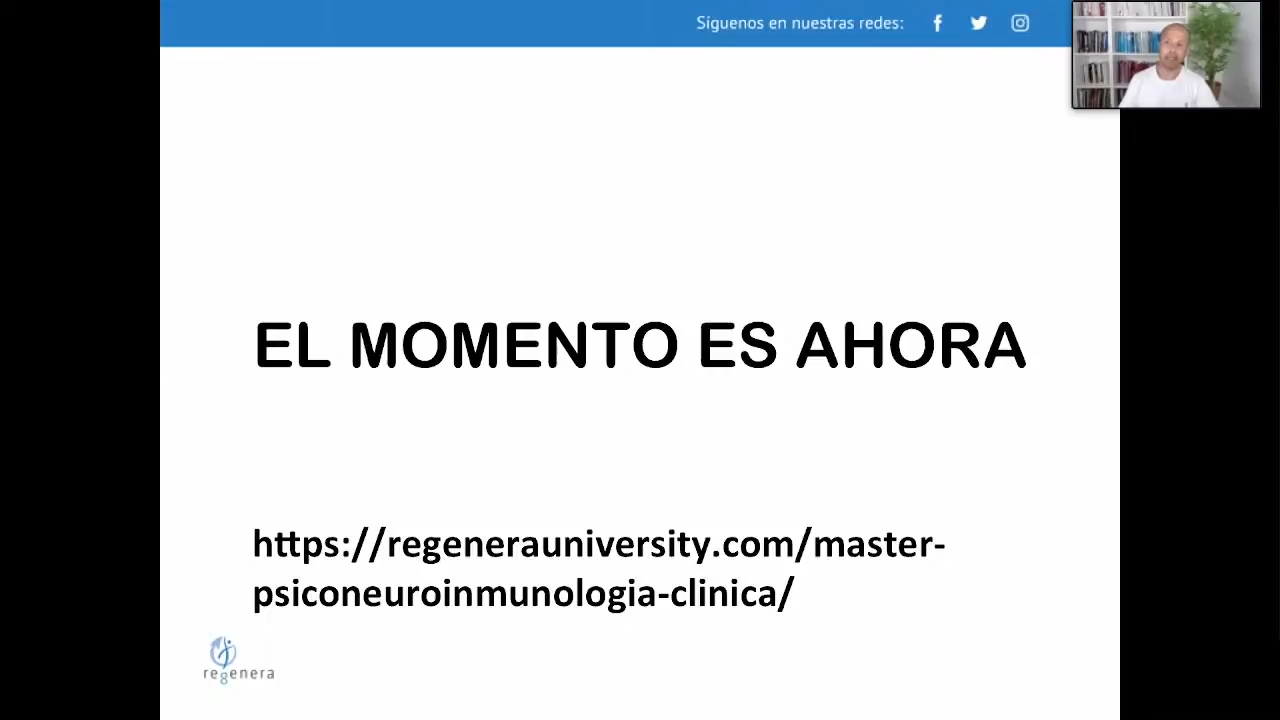 Síguenos en nuestras redes:
EL MOMENTO ES AHORA
https://regenerauniversity.com/master-
psiconeuroinmunologia-clinica/
regenera